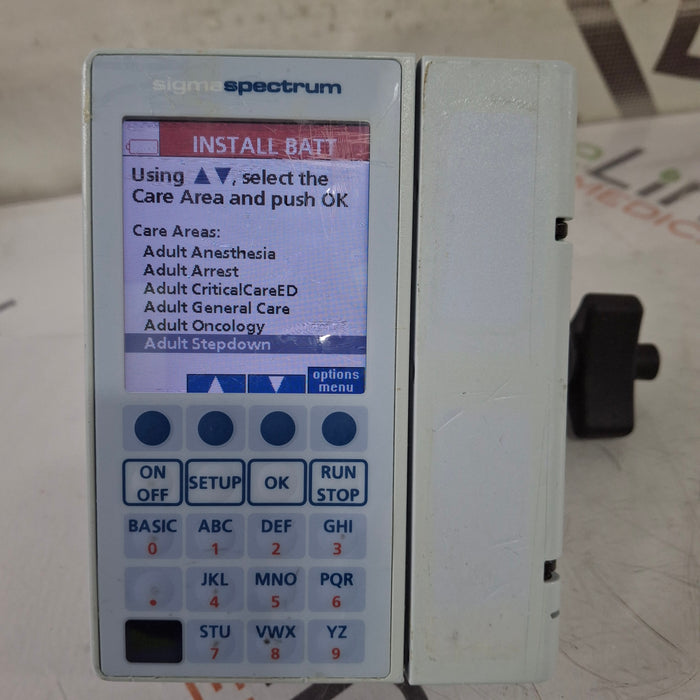 sigmaspectrum
INSTALL BATT
Using ▲▼, select the
Care Area and push OK
Care Areas:
Adult Anesthesia
Adult Arrest
Adult CriticalCareED
Adult General Care
Adult Oncology
Adult Stepdown
options
menu
ON
OFF
SETUP
OK
RUN
STOP
BASIC ABC DEF GHI
0 1 2 3
JKL MNO PQR
. 4 5 6
STU VWX YZ
7 8 9
MEDIC